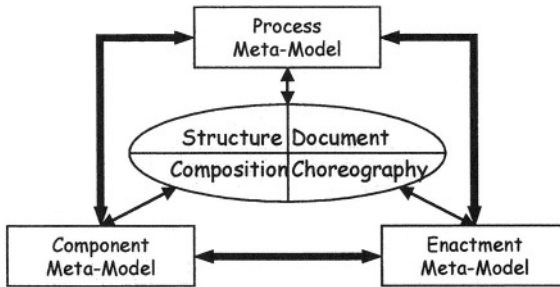 Process
Meta-Model
Structure Document
Composition Choreography
Component
Meta-Model
Enactment
Meta-Model